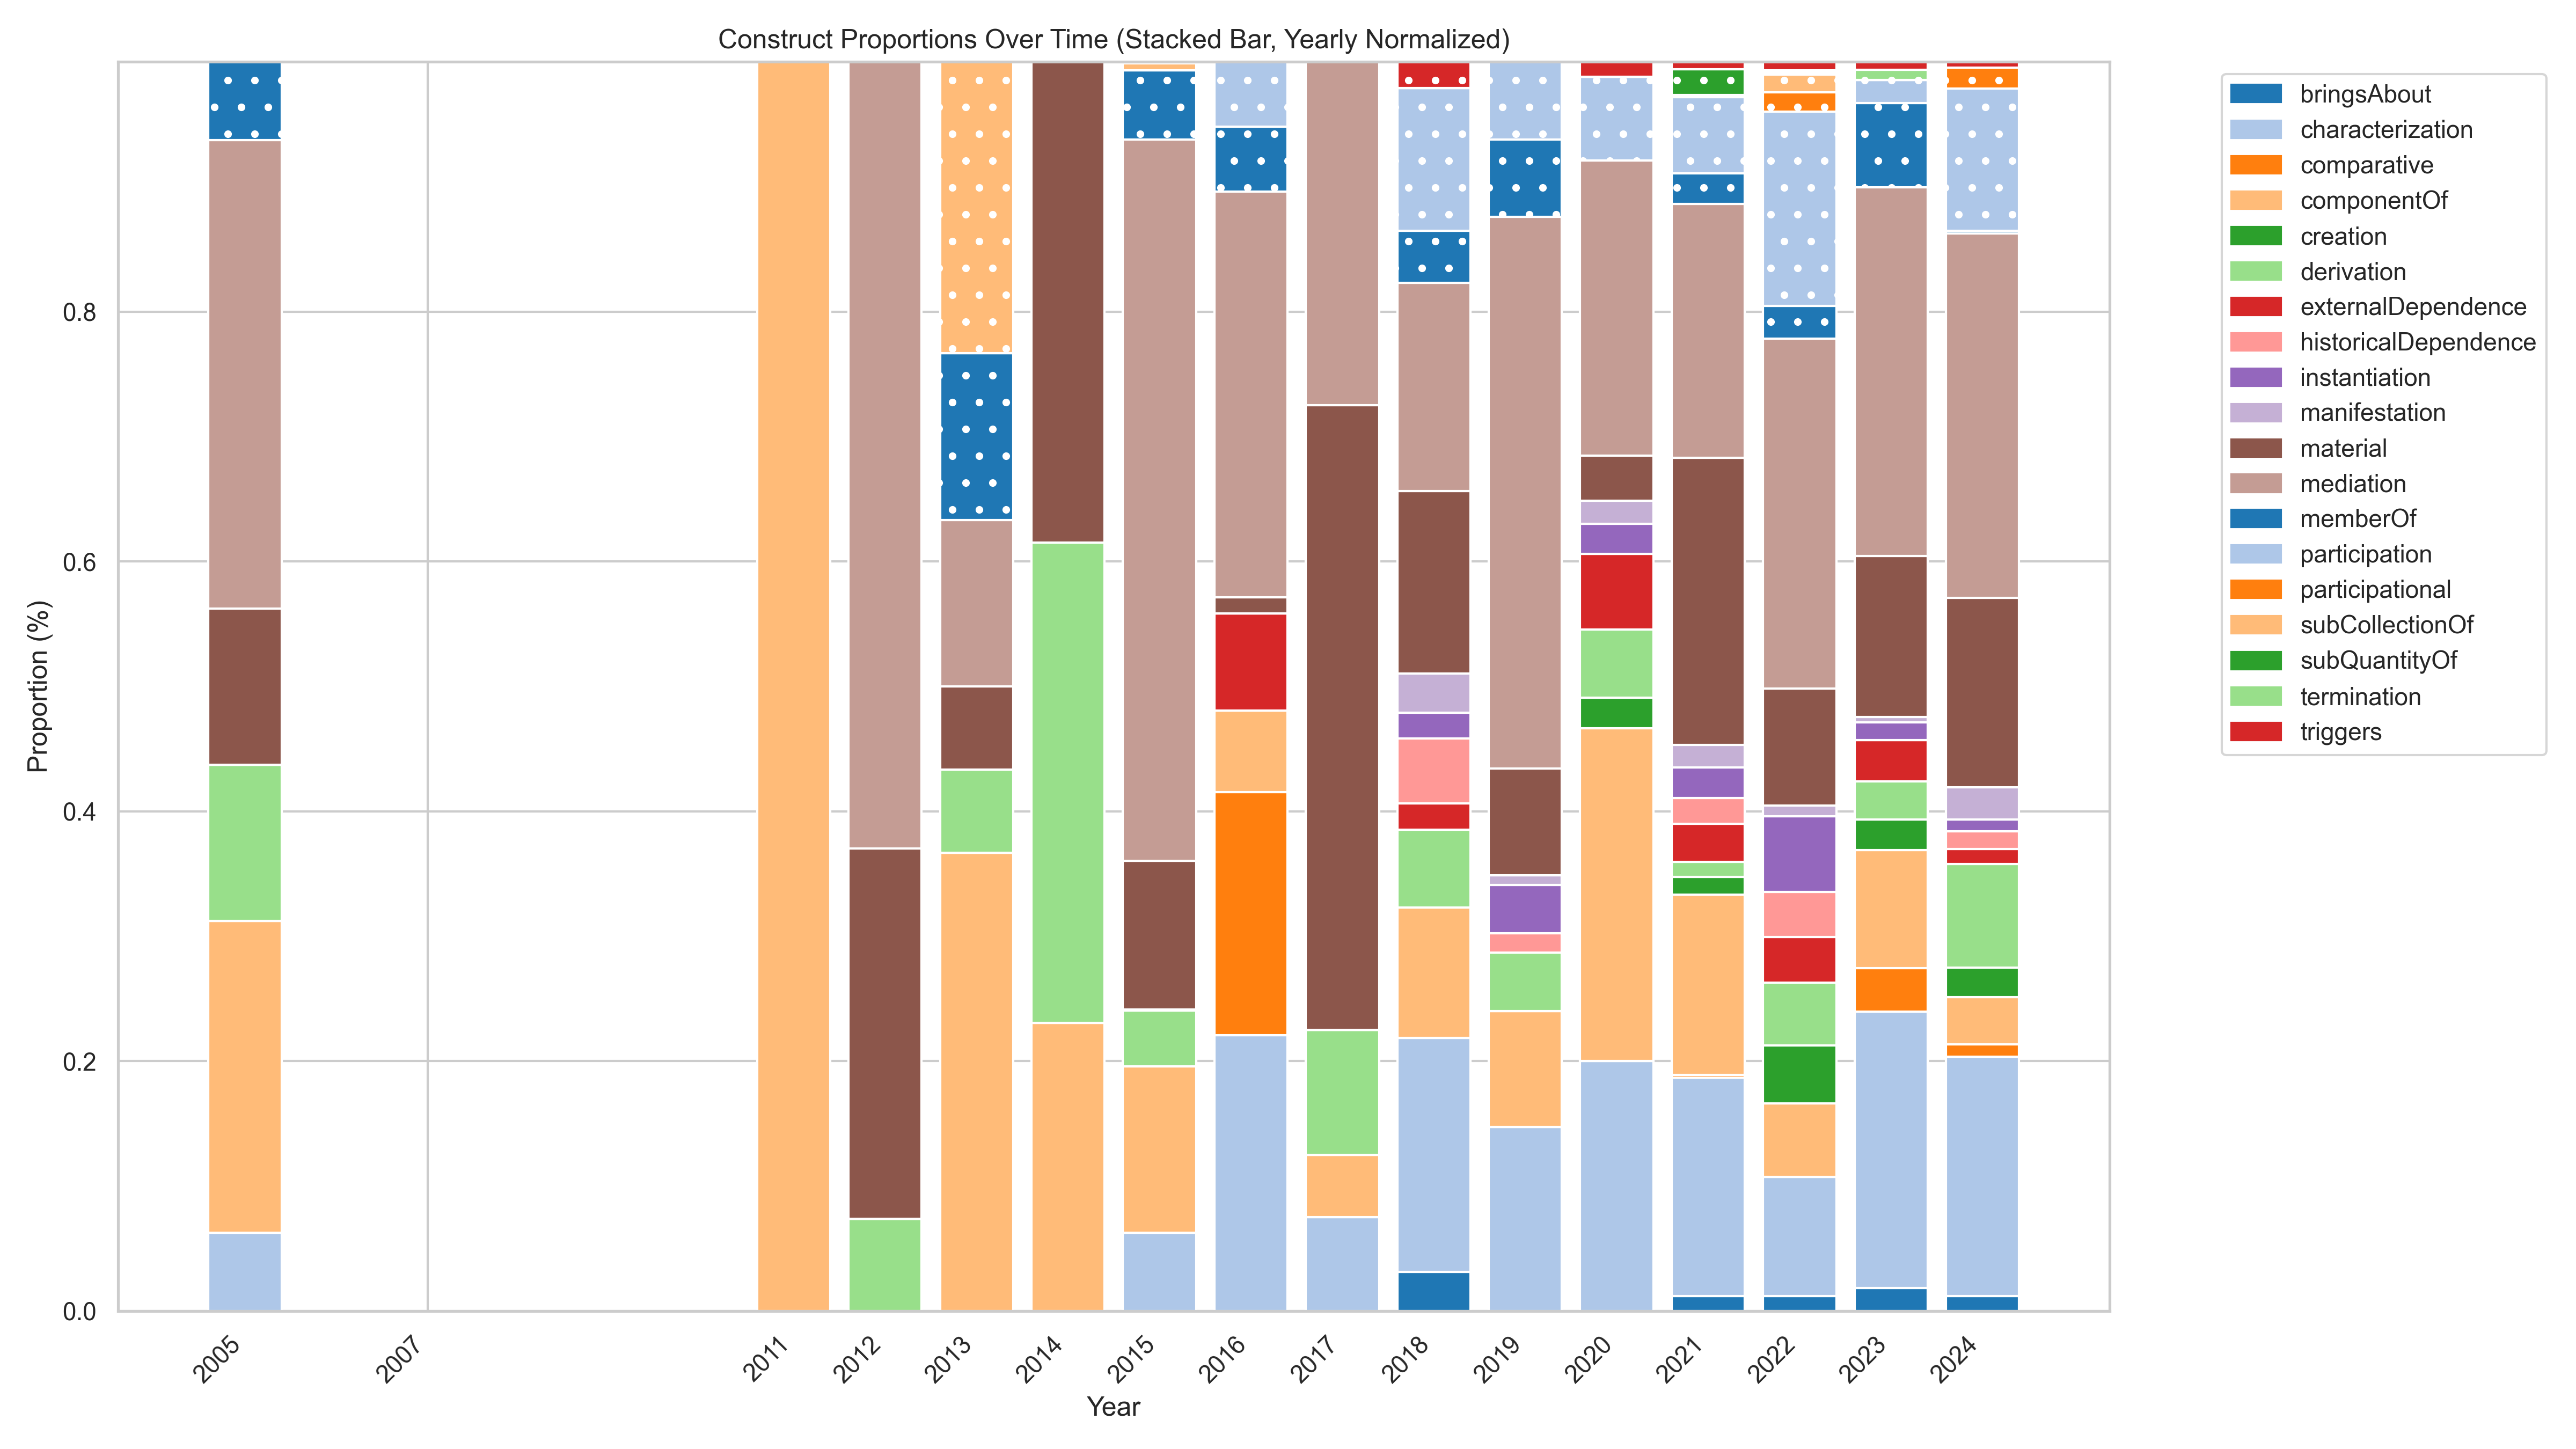 Construct Proportions Over Time (Stacked Bar, Yearly Normalized)
Proportion (%)
0.8
0.6
0.4
0.2
0.0
2005
2007
2011
2012
2013
2014
2015
2016
2017
2018
2019
2020
2021
2022
2023
2024
Year
bringsAbout
characterization
comparative
componentOf
creation
derivation
externalDependence
historicalDependence
instantiation
manifestation
material
mediation
memberOf
participation
participational
subCollectionOf
subQuantityOf
termination
triggers